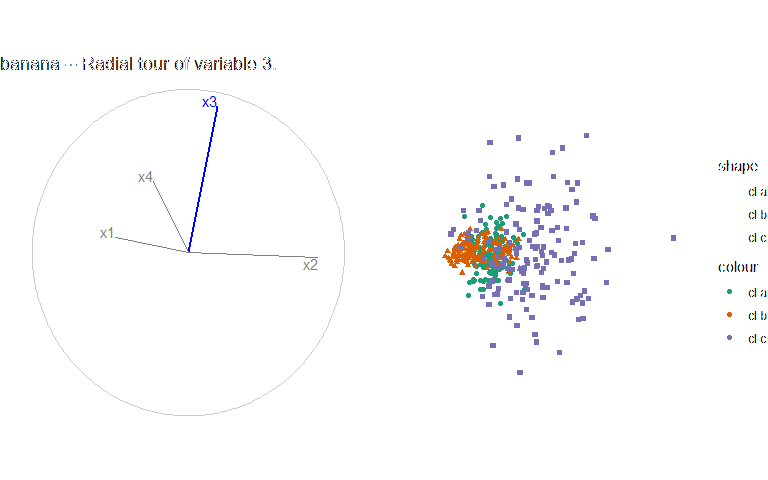 banana --- Radial tour of variable 3.
x3
x4
x1
x2
shape
cl a
cl b
cl c
colour
cl a
cl b
cl c